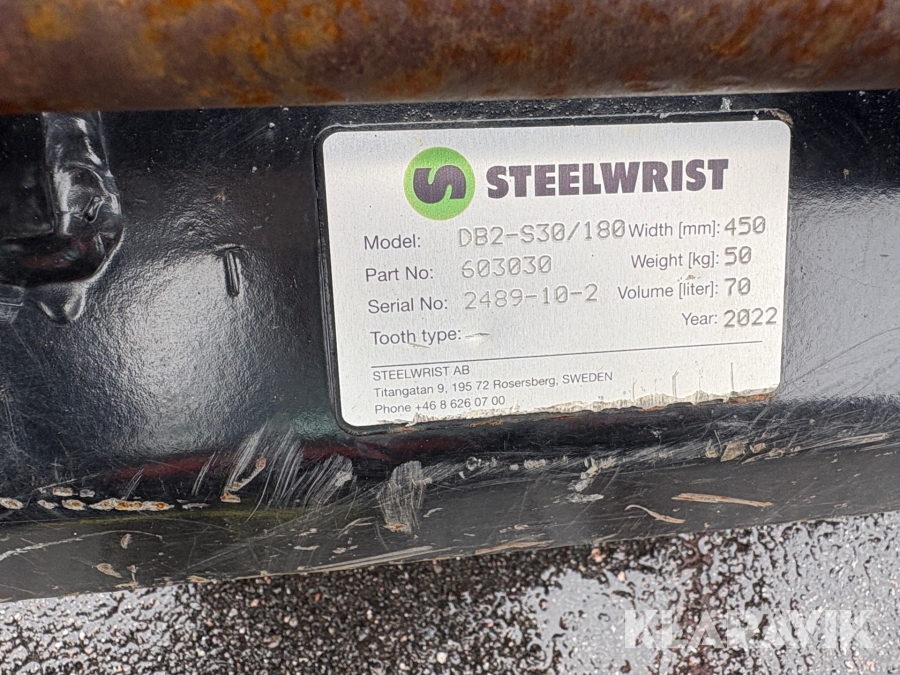 STEELWRIST
Model: DB2-S30/180 Width [mm]: 450
Part No: 603030 Weight [kg]: 50
Serial No: 2489-10-2 Volume [liter]: 70
Tooth type: — Year: 2022
STEELWRIST AB
Titangatan 9, 195 72 Rosersberg, SWEDEN
Phone +46 8 626 07 00
KLARAVIK